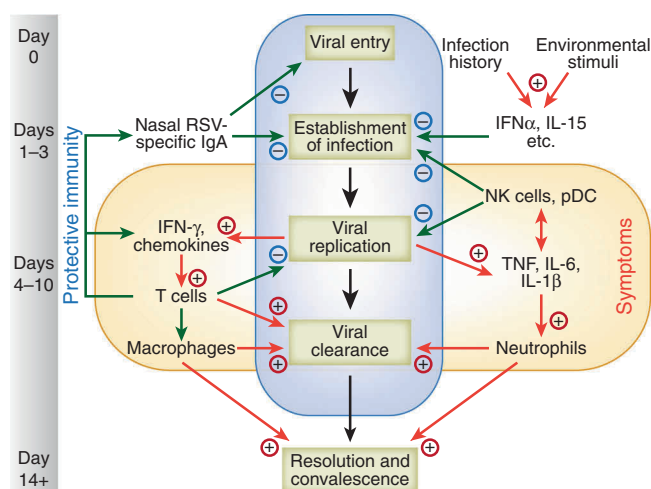 Day
0
Days
1–3
Days
4–10
Day
14+
Protective immunity
Symptoms
Viral entry
Infection
history
Environmental
stimuli
+
−
Nasal RSV-
specific IgA
−
Establishment
of infection
−
IFNα, IL-15
etc.
−
NK cells, pDC
IFN-γ,
chemokines
+
Viral
replication
−
−
+
TNF, IL-6,
IL-1β
+
T cells
+
+
Macrophages
+
Viral
clearance
+
Neutrophils
+
Resolution and
convalescence
+